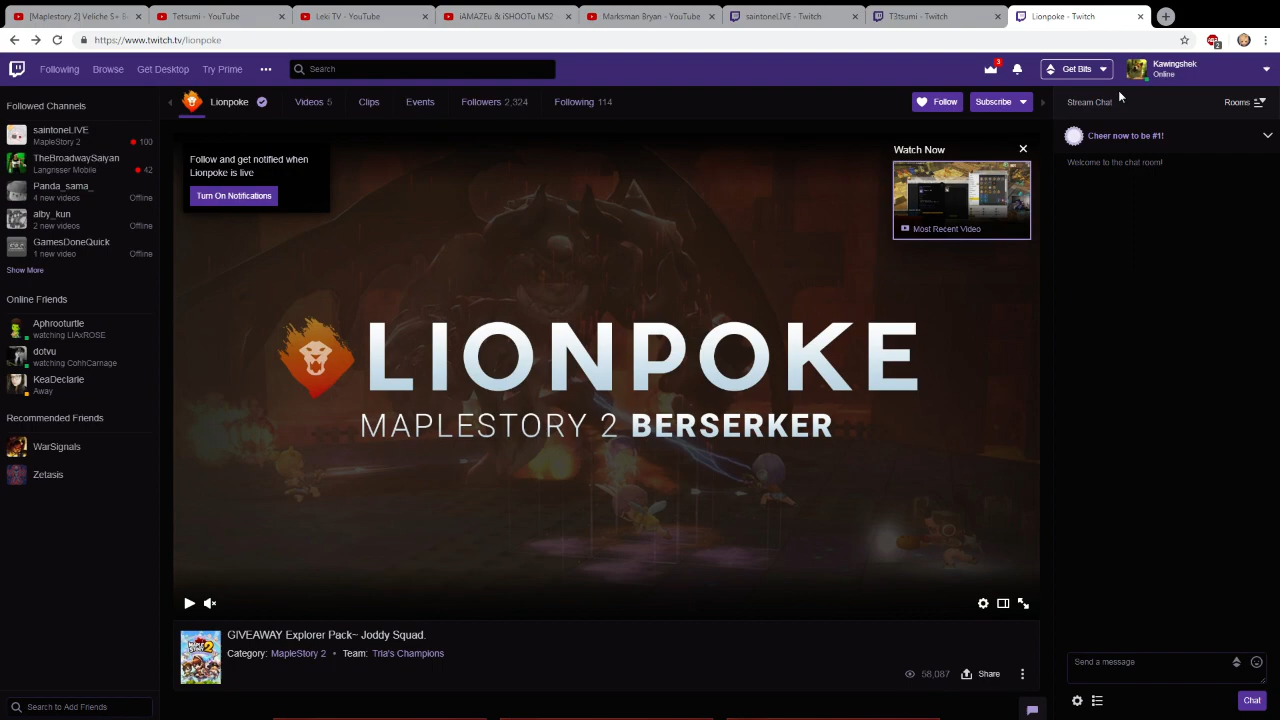 [Maplestory 2] Veliche S+ B
Tetsumi - YouTube
Leki TV - YouTube
iAMAZEu & iSHOOTu MS2
Marksman Bryan - YouTube
saintoneLIVE - Twitch
T3tsumi - Twitch
Lionpoke - Twitch
https://www.twitch.tv/lionpoke
2
Following
Browse
Get Desktop
Try Prime
Search
3
Get Bits
Kawingshek
Online
Followed Channels
saintoneLIVE
MapleStory 2
100
TheBroadwaySaiyan
Langrisser Mobile
42
Panda_sama_
4 new videos
Offline
alby_kun
2 new videos
Offline
GamesDoneQuick
1 new video
Offline
Show More
Online Friends
Aphrooturtle
watching LIAxROSE
dotvu
watching CohhCarnage
KeaDeclarle
Away
Recommended Friends
WarSignals
Zetasis
Search to Add Friends
Lionpoke
Videos 5
Clips
Events
Followers 2,324
Following 114
Follow
Subscribe
Follow and get notified when
Lionpoke is live
Turn On Notifications
Watch Now
Most Recent Video
LIONPOKE
MAPLESTORY 2 BERSERKER
GIVEAWAY Explorer Pack~ Joddy Squad.
Category: MapleStory 2 • Team: Tria's Champions
58,087
Share
Stream Chat
Rooms
Cheer now to be #1!
Welcome to the chat room!
Send a message
Chat